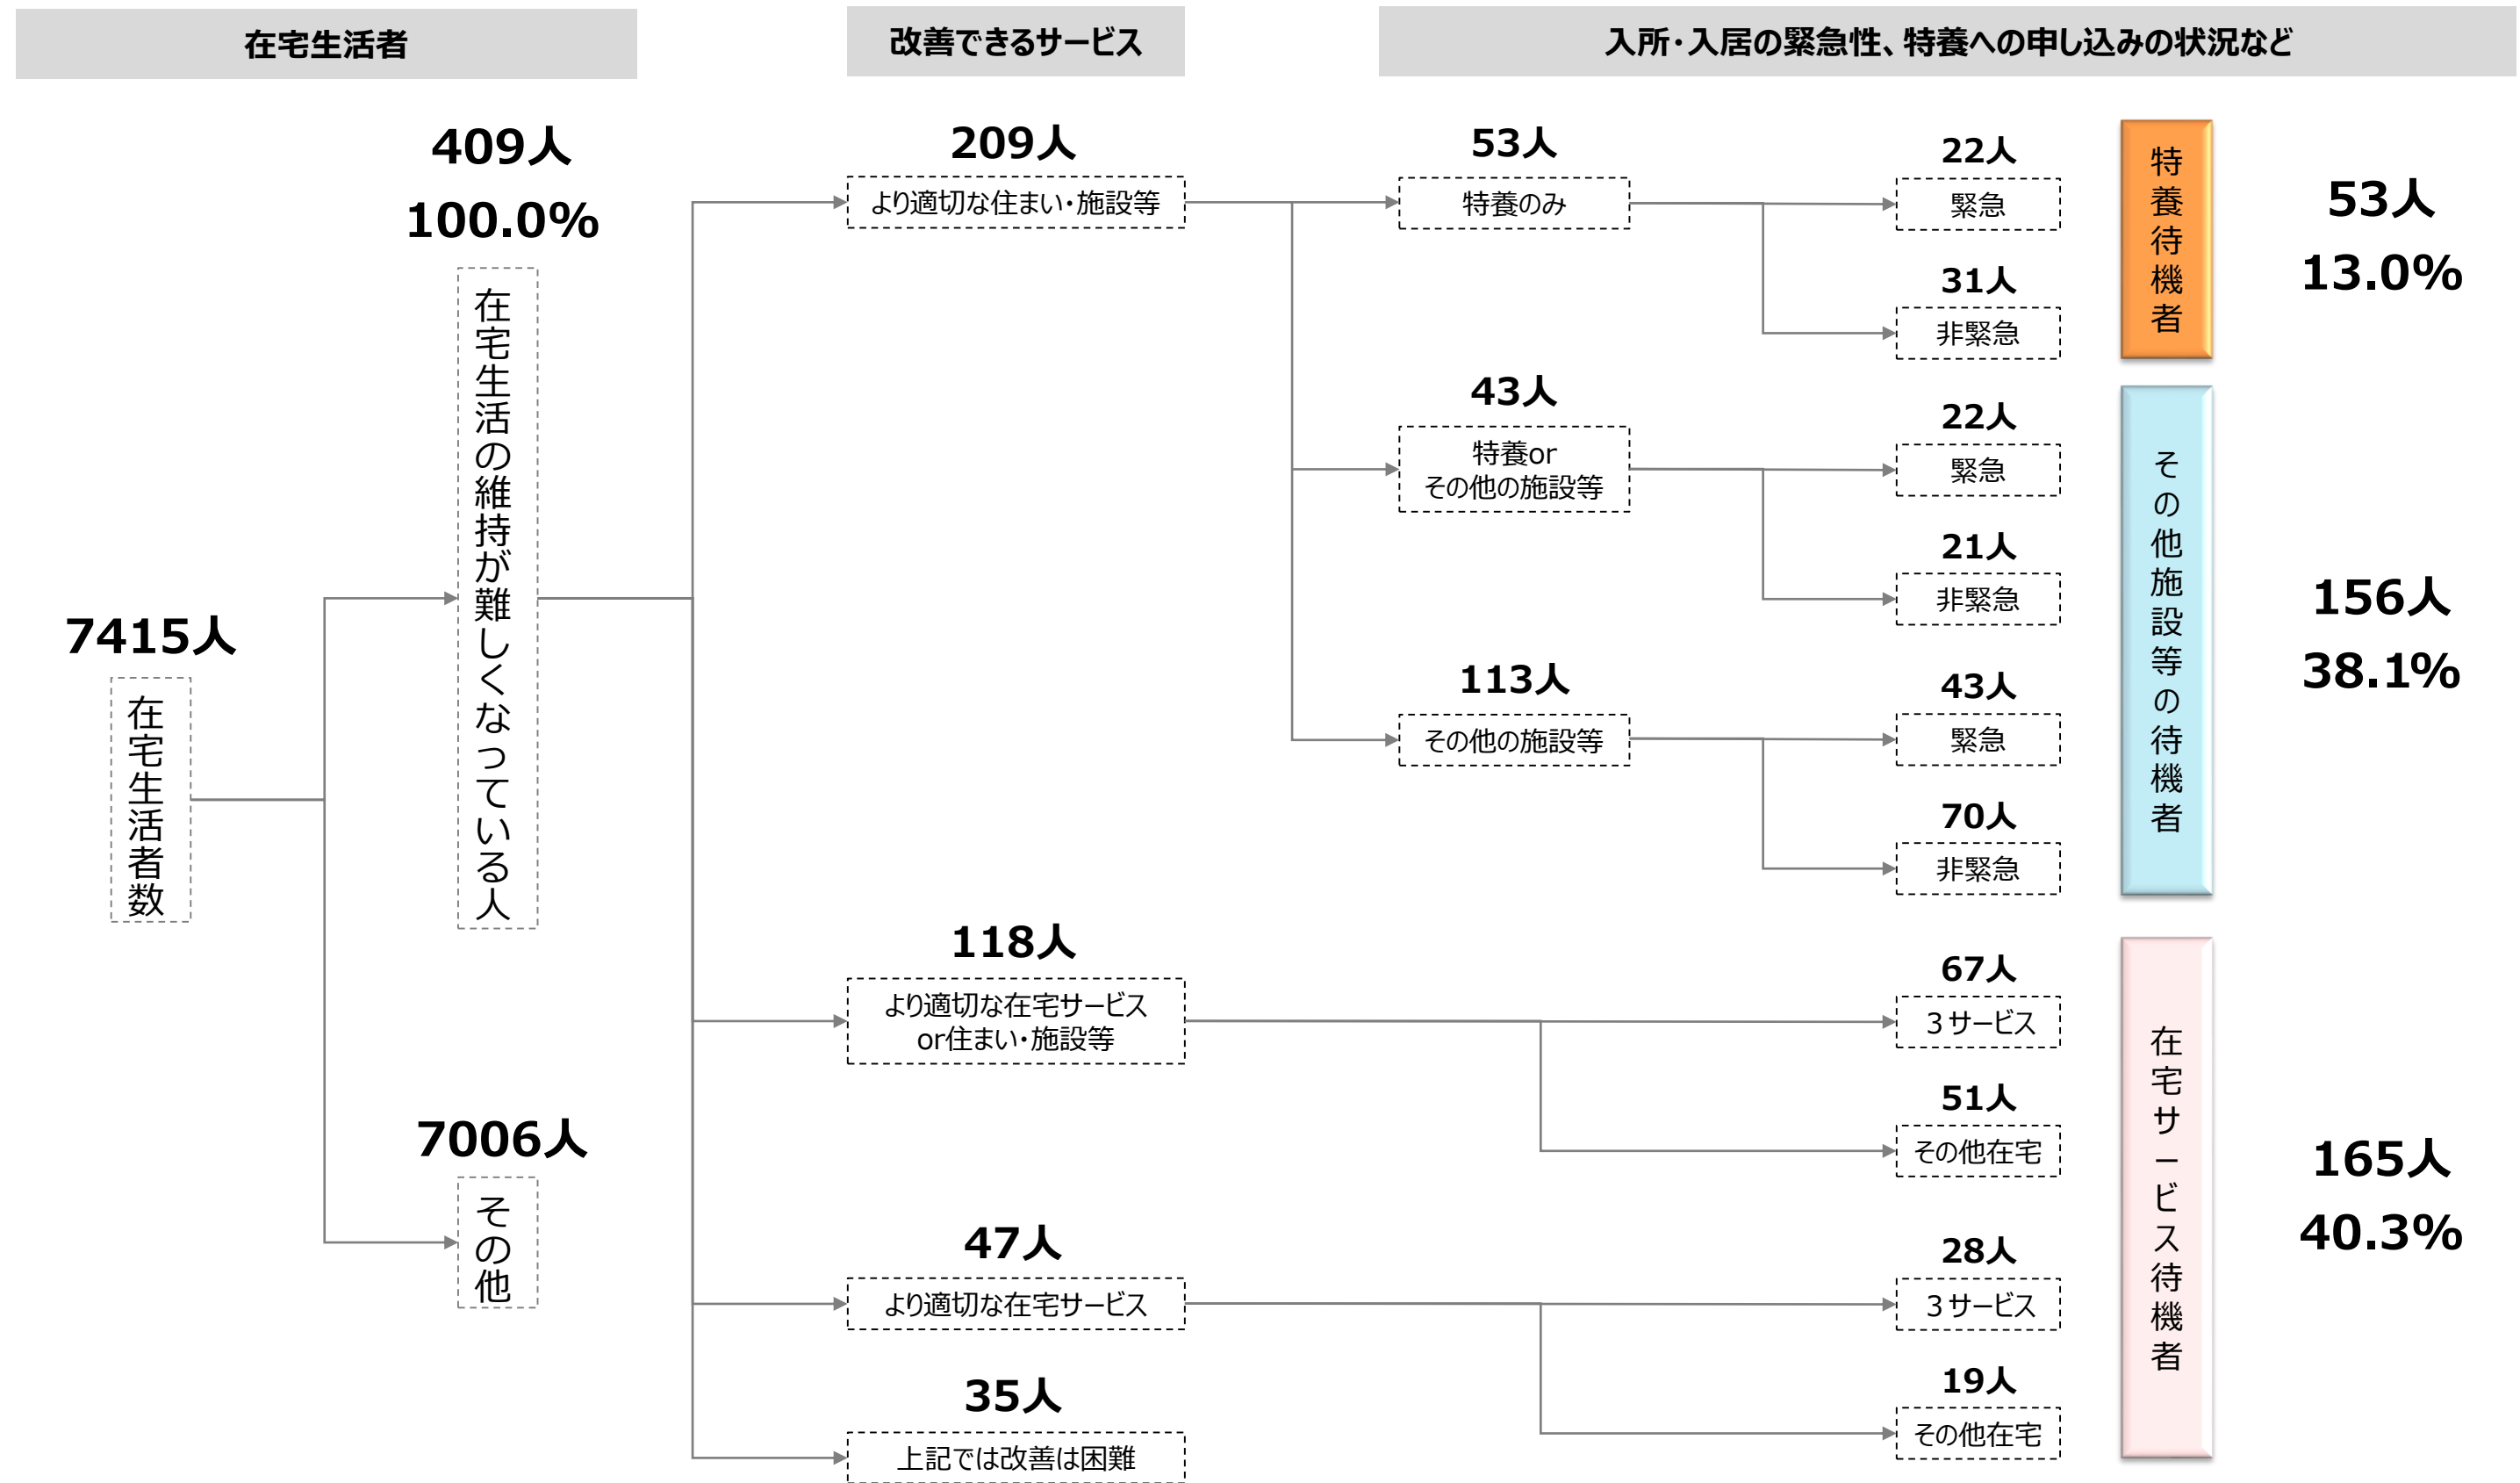 在宅生活者
改善できるサービス
入所・入居の緊急性、特養への申し込みの状況など
7415人
在宅生活者数
409人
100.0%
在宅生活の維持が難しくなっている人
7006人
その他
209人
より適切な住まい・施設等
118人
より適切な在宅サービス
or住まい・施設等
47人
より適切な在宅サービス
35人
上記では改善は困難
53人
特養のみ
43人
特養or
その他の施設等
113人
その他の施設等
22人
緊急
31人
非緊急
22人
緊急
21人
非緊急
43人
緊急
70人
非緊急
67人
3サービス
51人
その他在宅
28人
3サービス
19人
その他在宅
特養待機者
53人
13.0%
その他施設等の待機者
156人
38.1%
在宅サービス待機者
165人
40.3%